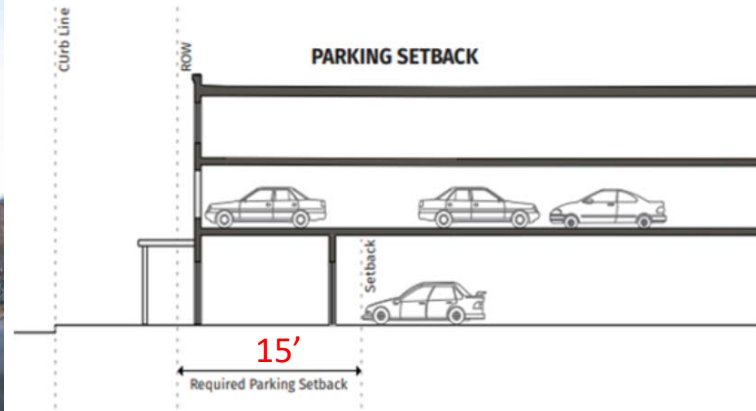 CUrb Line
ROW
PARKING SETBACK
Setback
15’
Required Parking Setback